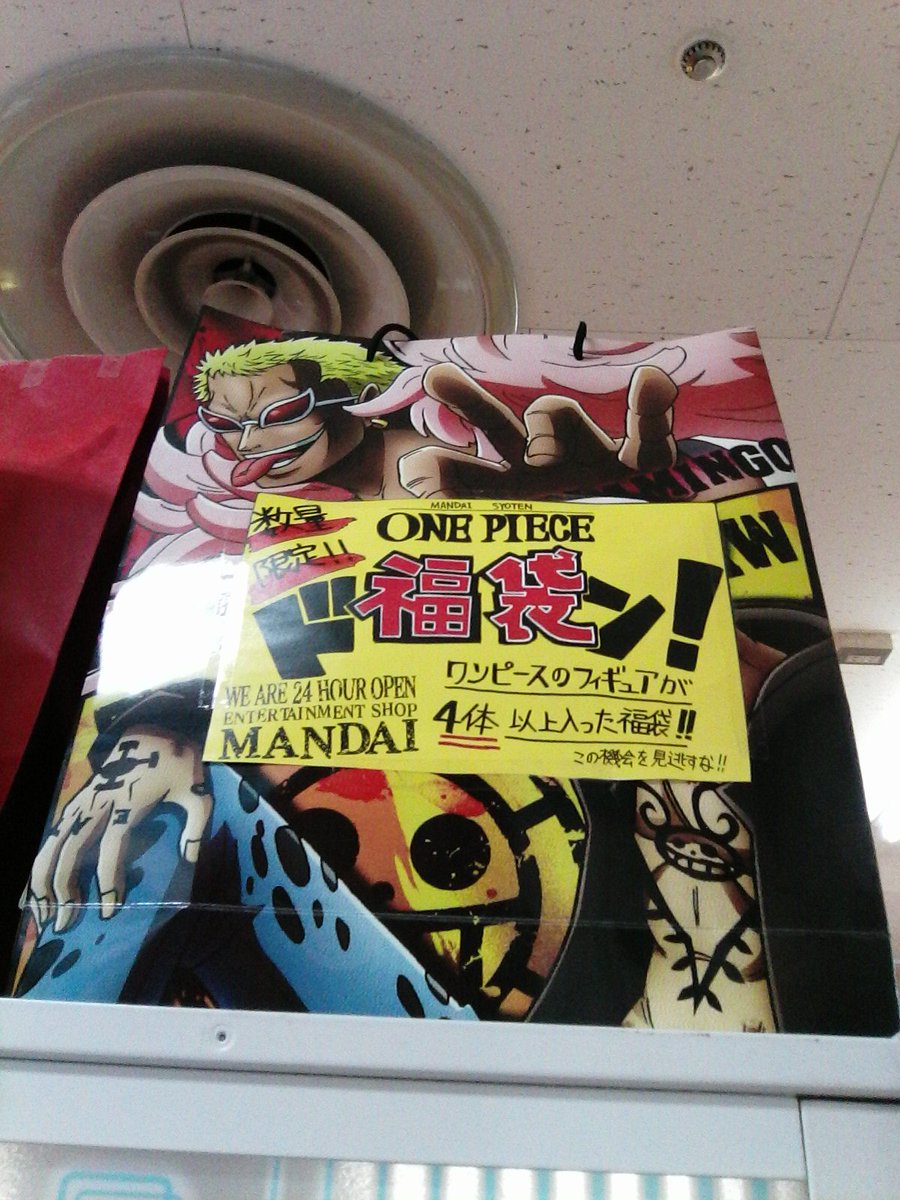 MINGO
W
MANDAI SYOTEN
数量
限定!!
ONE PIECE
福袋
ドドン!
WE ARE 24 HOUR OPEN
ENTERTAINMENT SHOP
MANDAI
ワンピースのフィギュアが
4体 以上入った福袋!!
この機会を見逃すな!!